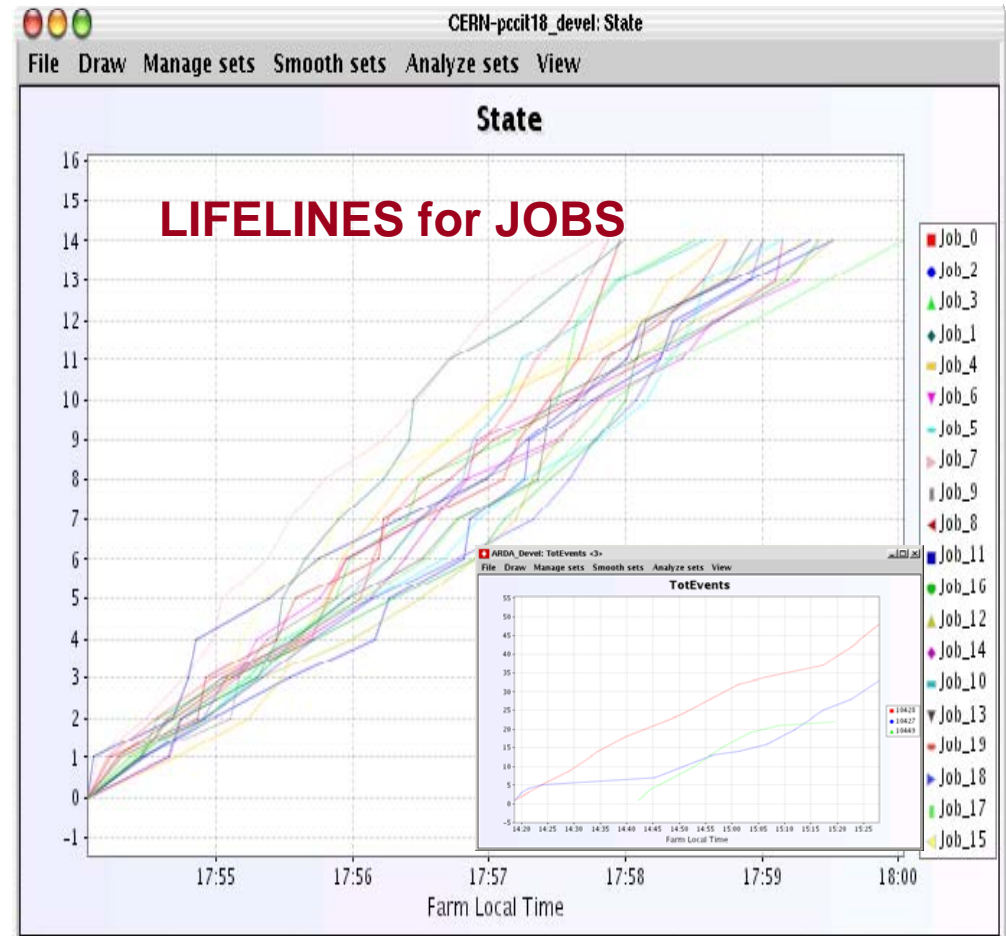 CERN-pccit18_devel: State
File Draw Manage sets Smooth sets Analyze sets View
State
LIFELINES for JOBS
16
15
14
13
12
11
10
9
8
7
6
5
4
3
2
1
0
-1
17:55 17:56 17:57 17:58 17:59 18:00
Farm Local Time
Job_0
Job_2
Job_3
Job_1
Job_4
Job_6
Job_5
Job_7
Job_9
Job_8
Job_11
Job_16
Job_12
Job_14
Job_10
Job_13
Job_19
Job_18
Job_17
Job_15
ARDA_Devel: TotEvents <3>
File Draw Manage sets Smooth sets Analyze sets View
TotEvents
55
50
45
40
35
30
25
20
15
10
5
0
-5
14:20 14:25 14:30 14:35 14:40 14:45 14:50 14:55 15:00 15:05 15:10 15:15 15:20 15:25
Farm Local Time
10427